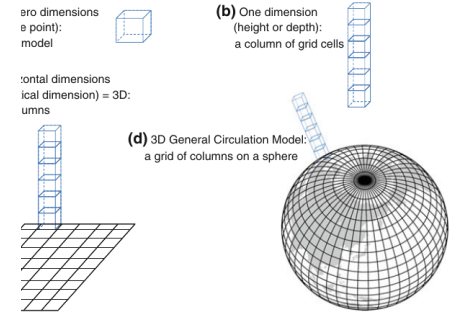 ero dimensions
e point):
model
(b) One dimension
(height or depth):
a column of grid cells
zontal dimensions
ical dimension) = 3D:
umns
(d) 3D General Circulation Model:
a grid of columns on a sphere